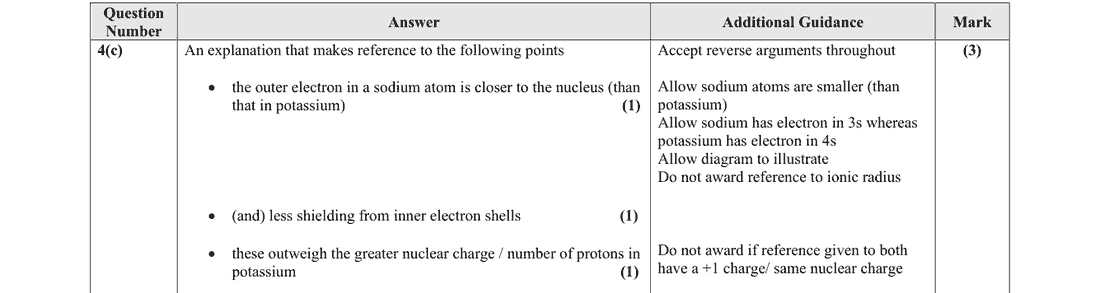 Question Number Answer Additional Guidance Mark
4(c) An explanation that makes reference to the following points Accept reverse arguments throughout (3)
• the outer electron in a sodium atom is closer to the nucleus (than
that in potassium) (1)
Allow sodium atoms are smaller (than
potassium)
Allow sodium has electron in 3s whereas
potassium has electron in 4s
Allow diagram to illustrate
Do not award reference to ionic radius
• (and) less shielding from inner electron shells (1)
• these outweigh the greater nuclear charge / number of protons in
potassium (1)
Do not award if reference given to both
have a +1 charge/ same nuclear charge